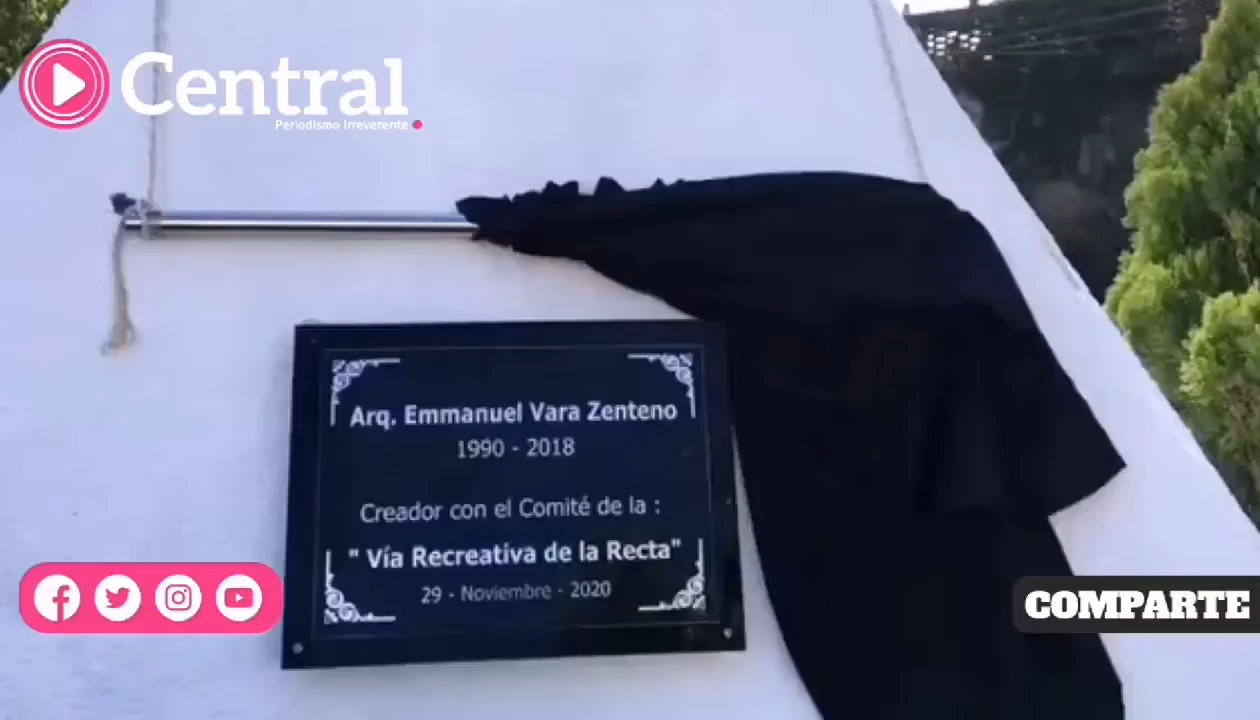 Central
Periodismo Irreverente
Arq. Emmanuel Vara Zenteno
1990 - 2018
Creador con el Comité de la :
" Vía Recreativa de la Recta"
29 - Noviembre - 2020
COMPARTE